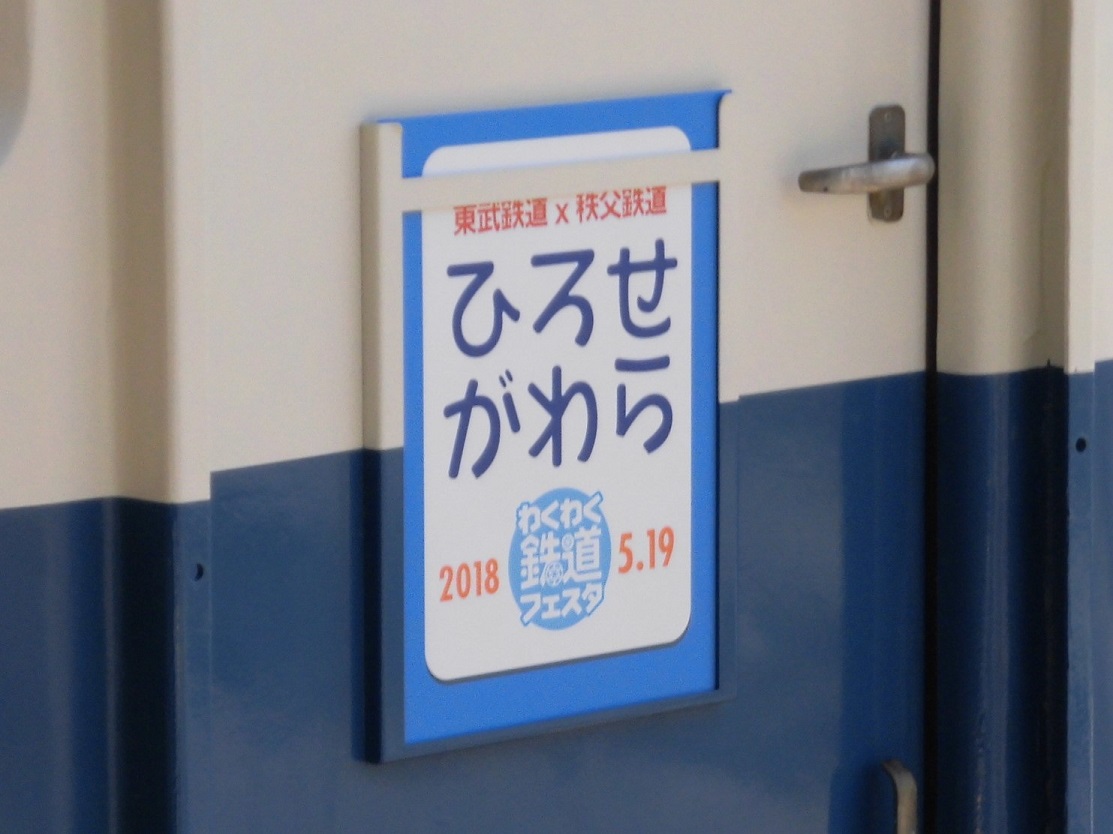 東武鉄道 x 秩父鉄道
ひろせ
がわら
2018
わくわく
鉄道
フェスタ
5.19